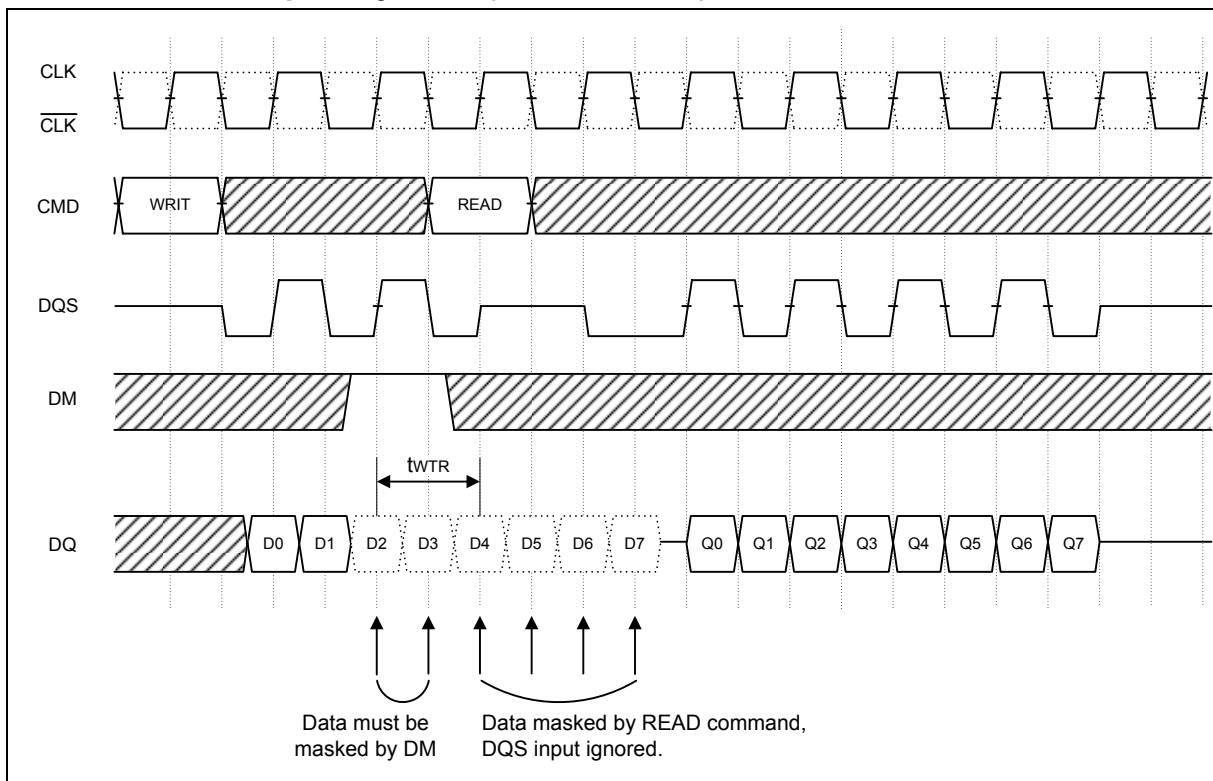 CLK
CLK
CMD
WRIT
READ
DQS
DM
tWTR
DQ
D0 D1 D2 D3 D4 D5 D6 D7 Q0 Q1 Q2 Q3 Q4 Q5 Q6 Q7
Data must be
masked by DM
Data masked by READ command,
DQS input ignored.